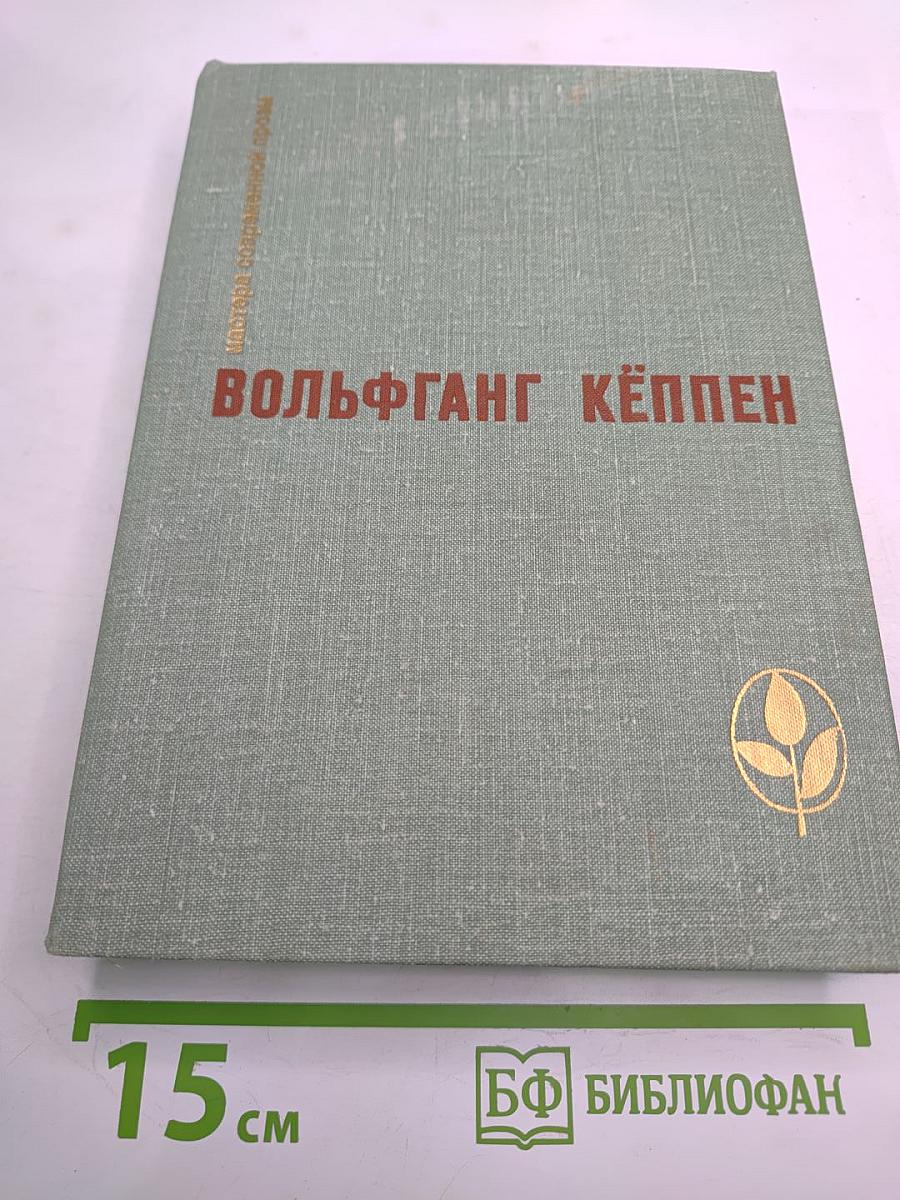 мастера современной прозы
ВОЛЬФГАНГ КЁППЕН
15 см
БФ БИБЛИОФАН